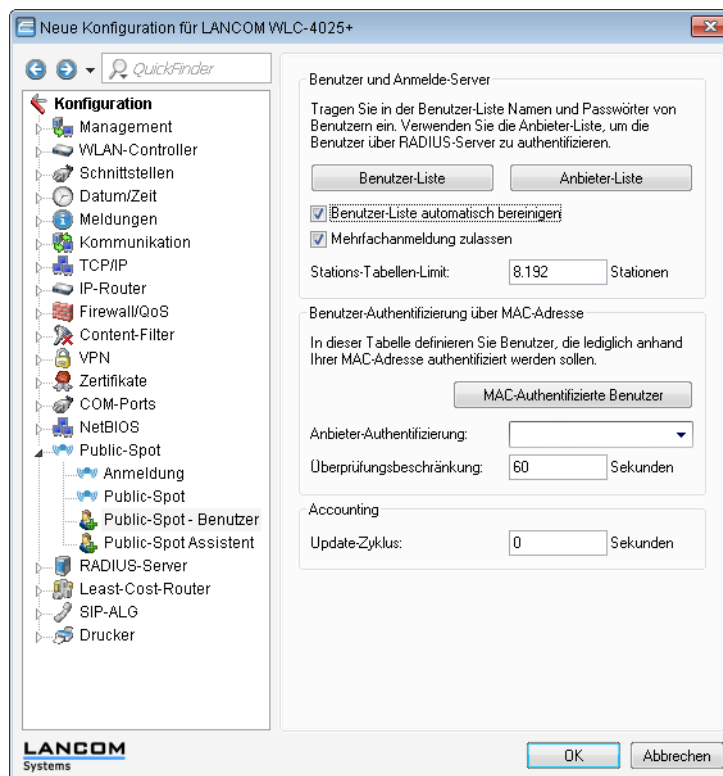 Neue Konfiguration für LANCOM WLC-4025+
QuickFinder
Konfiguration
Management
WLAN-Controller
Schnittstellen
Datum/Zeit
Meldungen
Kommunikation
TCP/IP
IP-Router
Firewall/QoS
Content-Filter
VPN
Zertifikate
COM-Ports
NetBIOS
Public-Spot
Anmeldung
Public-Spot
Public-Spot - Benutzer
Public-Spot Assistent
RADIUS-Server
Least-Cost-Router
SIP-ALG
Drucker
Benutzer und Anmelde-Server
Tragen Sie in der Benutzer-Liste Namen und Passwörter von
Benutzern ein. Verwenden Sie die Anbieter-Liste, um die
Benutzer über RADIUS-Server zu authentifizieren.
Benutzer-Liste Anbieter-Liste
Benutzer-Liste automatisch bereinigen
Mehrfachanmeldung zulassen
Stations-Tabellen-Limit: 8.192 Stationen
Benutzer-Authentifizierung über MAC-Adresse
In dieser Tabelle definieren Sie Benutzer, die lediglich anhand
Ihrer MAC-Adresse authentifiziert werden sollen.
MAC-Authentifizierte Benutzer
Anbieter-Authentifizierung:
Überprüfungsbeschränkung: 60 Sekunden
Accounting
Update-Zyklus: 0 Sekunden
LANCOM
Systems
OK Abbrechen